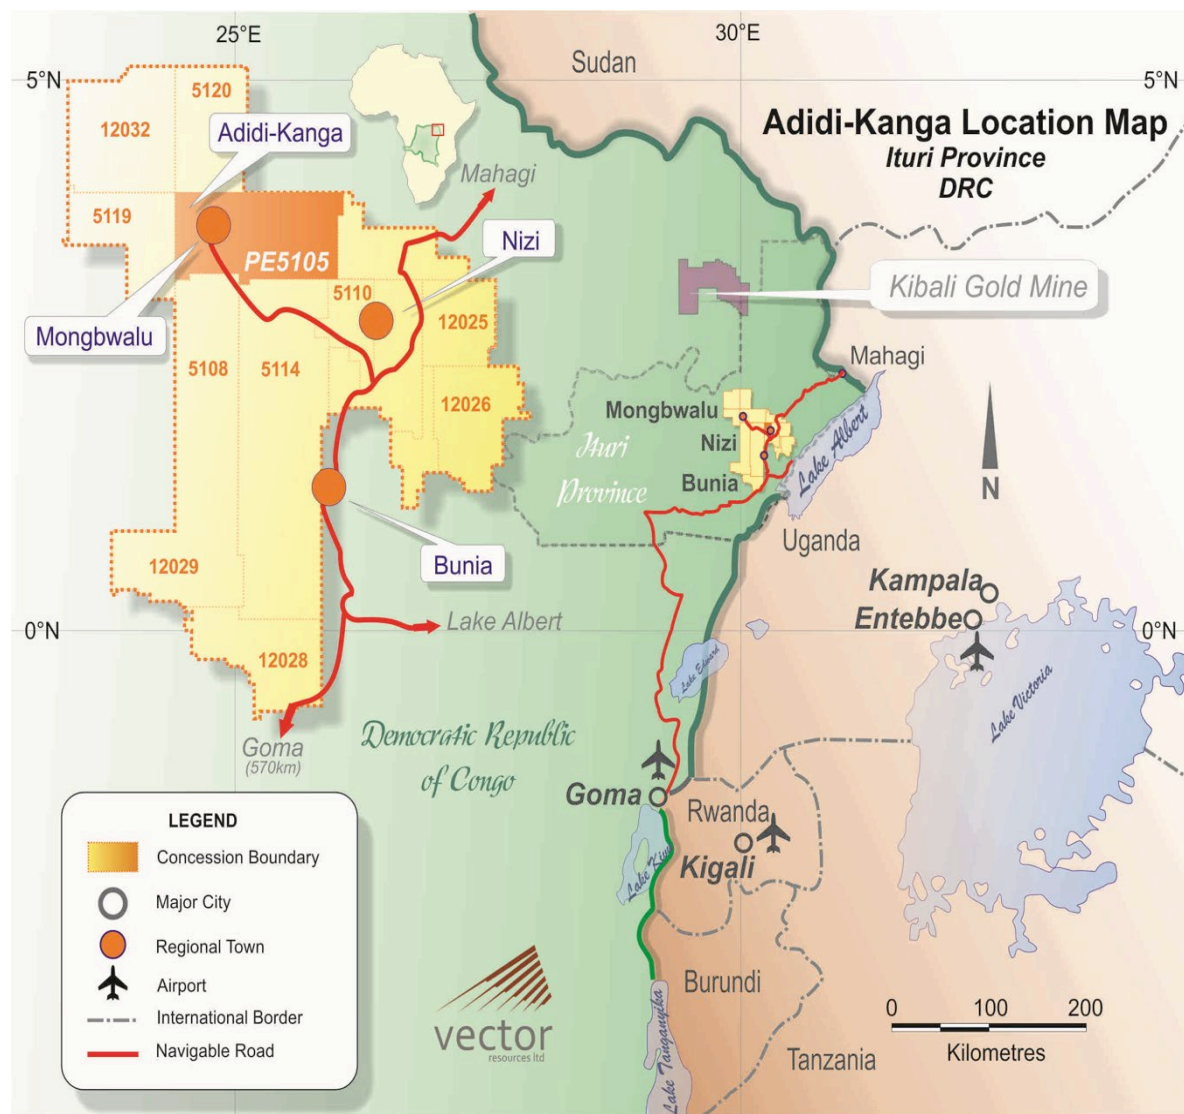 25°E
30°E
5°N
5°N
Sudan
Adidi-Kanga Location Map
Ituri Province
DRC
5120
12032
Adidi-Kanga
Mahagi
5119
Nizi
PE5105
5110
Kibali Gold Mine
Mongbwalu
12025
5108
5114
Mahagi
12026
Mongbwalu
Ituri
Province
Nizi
Lake Albert
Bunia
Uganda
Bunia
12029
Kampala
Entebbe
Lake Albert
0°N
0°N
12028
Lake Edward
Lake Victoria
Goma
(570km)
Democratic Republic
of Congo
Goma
Rwanda
Kigali
Lake Kivu
LEGEND
Concession Boundary
Major City
Regional Town
Airport
International Border
Navigable Road
vector
resources ltd
Burundi
Lake Tanganyika
Tanzania
0 100 200
Kilometres
N